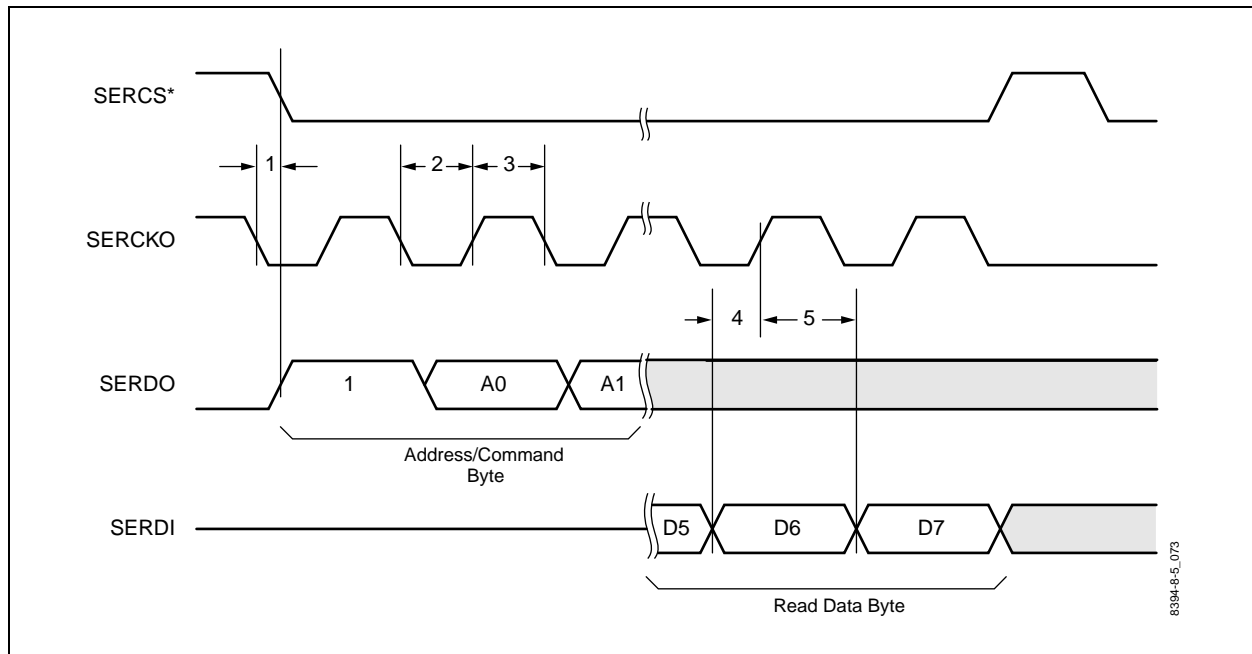 SERCS*
1
2
3
SERCKO
4
5
SERDO
1
A0
A1
Address/Command
Byte
SERDI
D5
D6
D7
Read Data Byte
8394-8-5_073